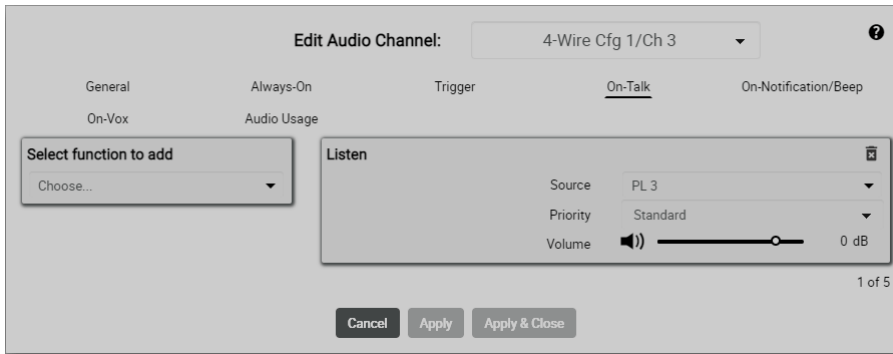 Edit Audio Channel: 4-Wire Cfg 1/Ch 3
General Always-On Trigger On-Talk On-Notification/Beep
On-Vox Audio Usage
Select function to add
Choose...
Listen
Source PL 3
Priority Standard
Volume 0 dB
1 of 5
Cancel Apply Apply & Close